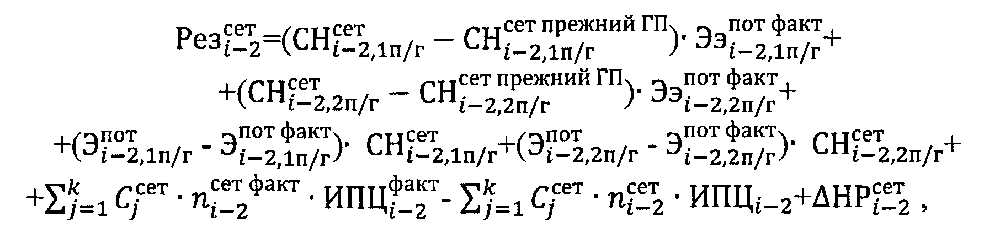 Рез^{сет}_{i−2}=(СН^{сет}_{i−2,1п/г} − СН^{сет прежний ГП}_{i−2,1п/г})· Ээ^{пот факт}_{i−2,1п/г}+
+(СН^{сет}_{i−2,2п/г} − СН^{сет прежний ГП}_{i−2,2п/г})· Ээ^{пот факт}_{i−2,2п/г}+
+(Э^{пот}_{i−2,1п/г} - Э^{пот факт}_{i−2,1п/г})· СН^{сет}_{i−2,1п/г}+(Э^{пот}_{i−2,2п/г} - Э^{пот факт}_{i−2,2п/г})· СН^{сет}_{i−2,2п/г}+
+∑^{k}_{j=1} C^{сет}_{j} · n^{сет факт}_{i−2} · ИПЦ^{факт}_{i−2}- ∑^{k}_{j=1} C^{сет}_{j} · n^{сет}_{i−2} · ИПЦ_{i−2}+ΔНР^{сет}_{i−2} ,